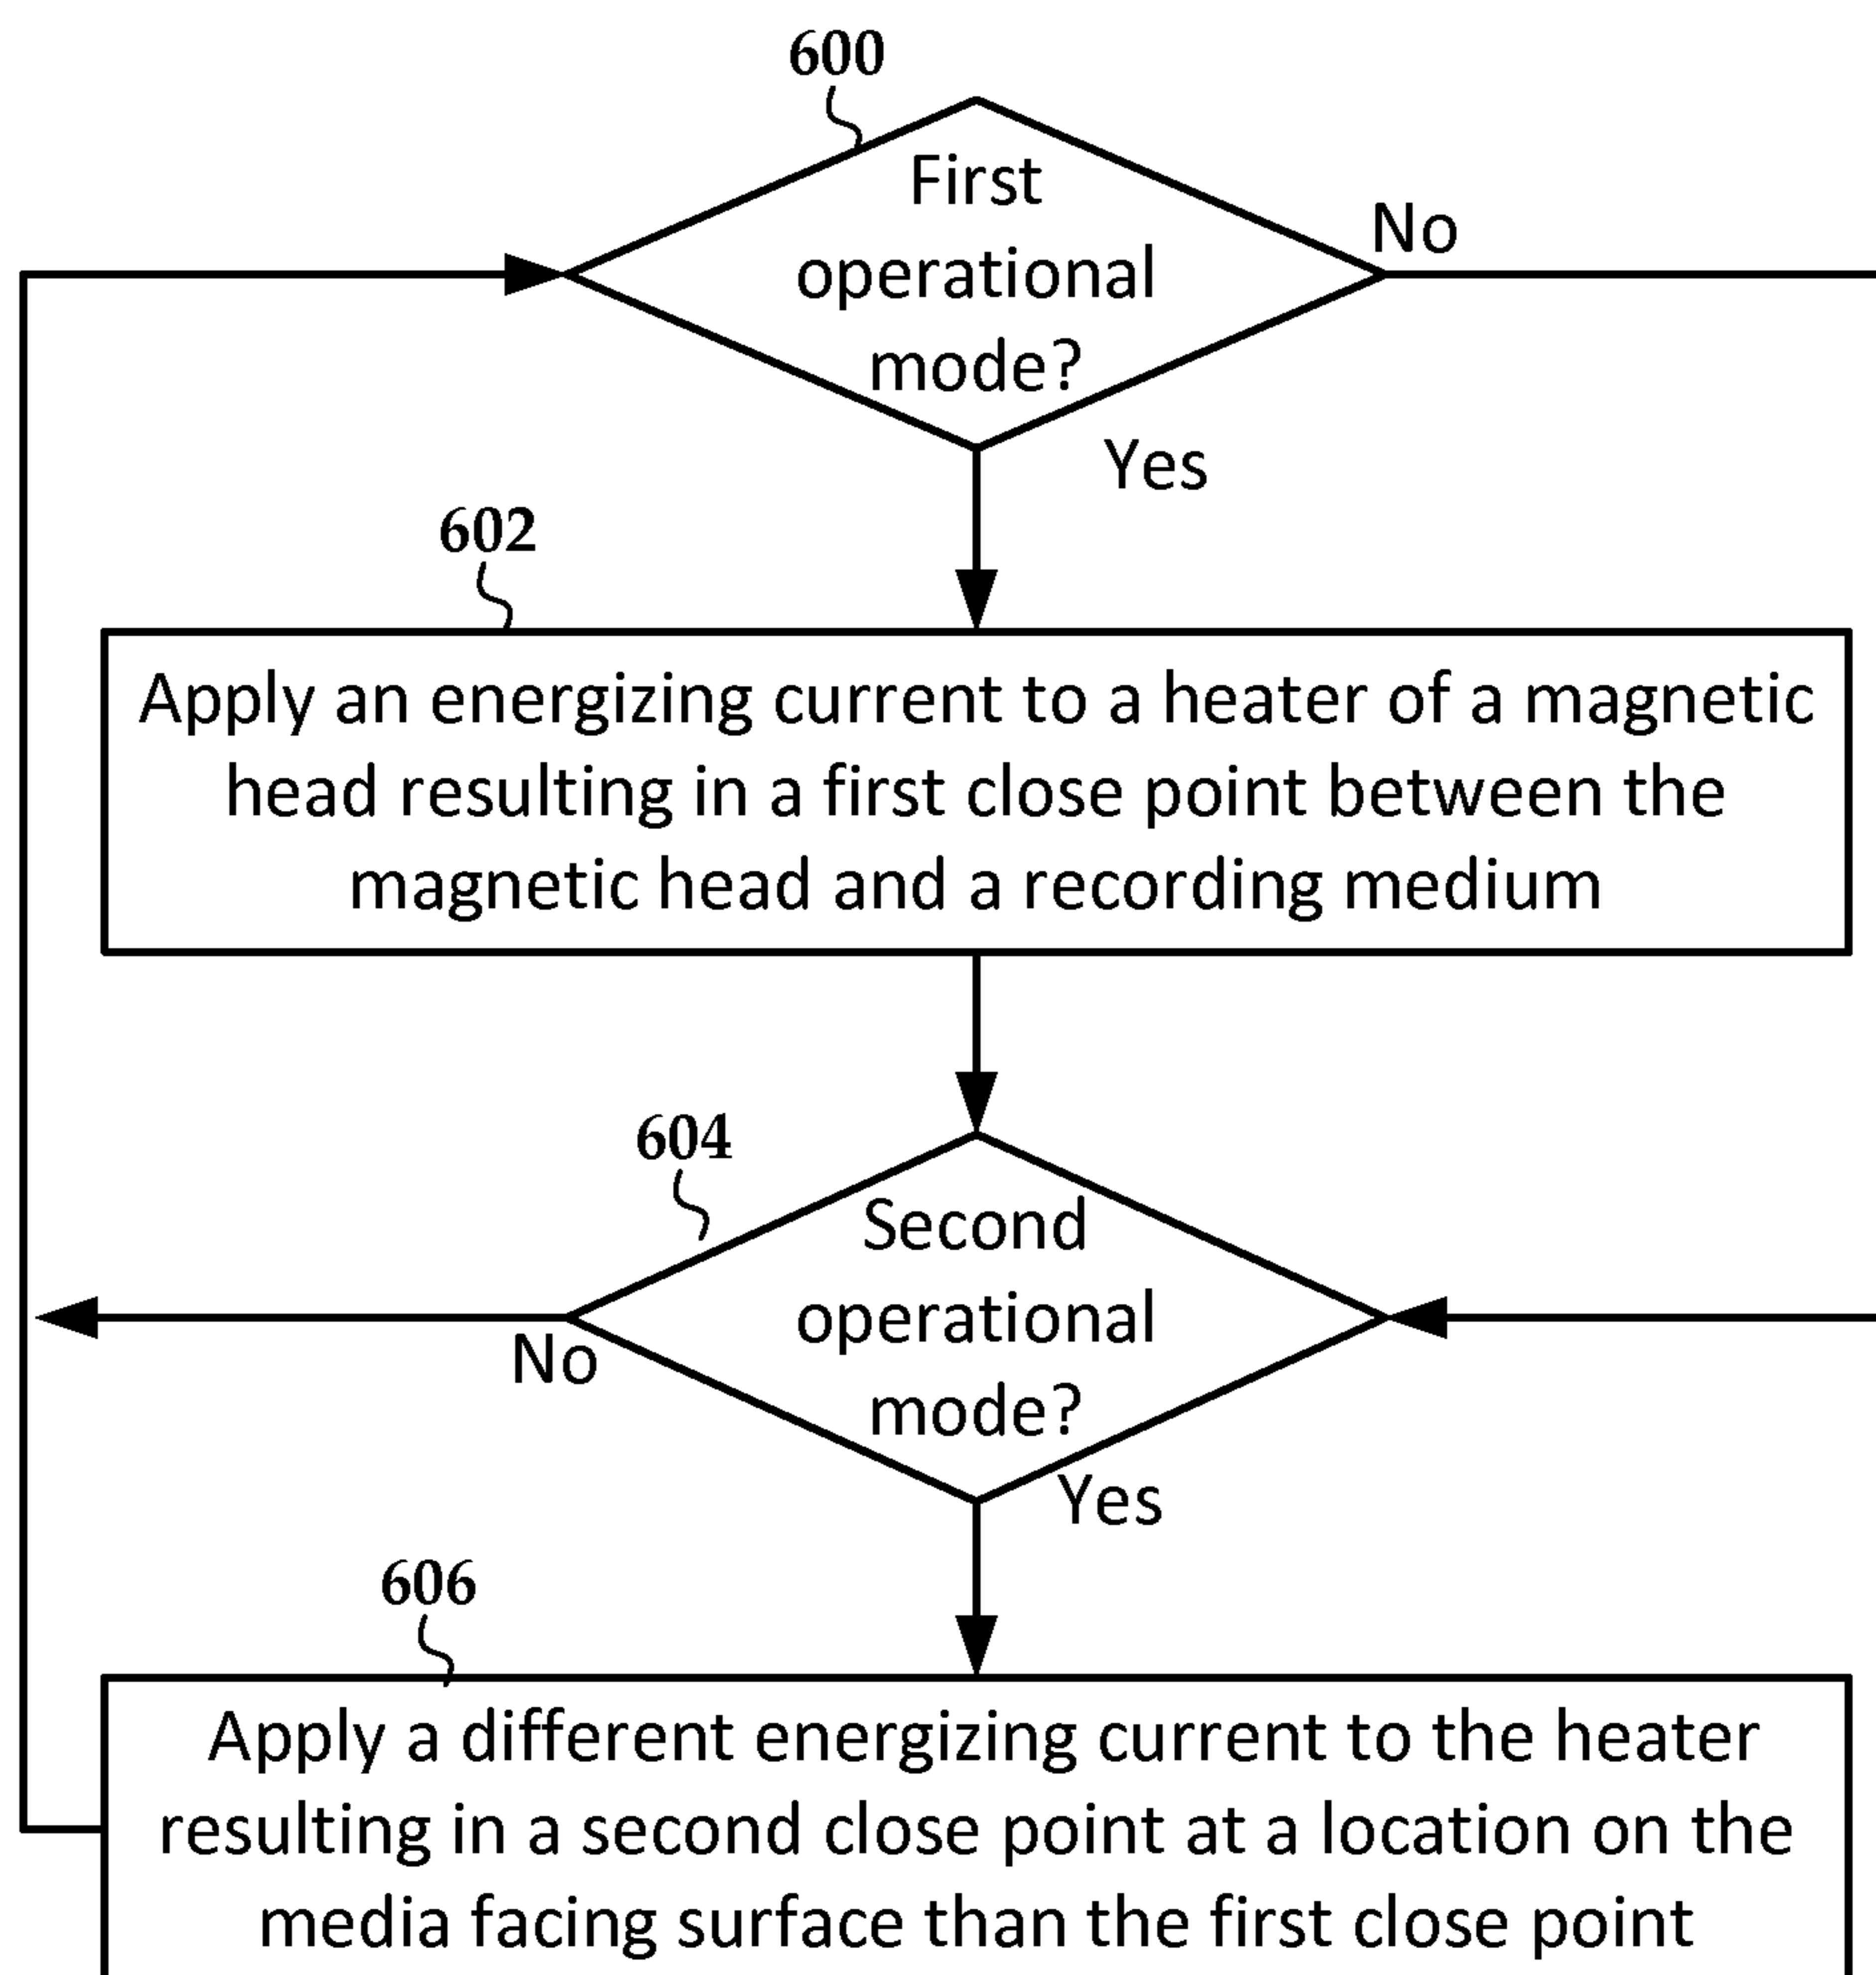 600
First
operational
mode?
No
Yes
602
Apply an energizing current to a heater of a magnetic
head resulting in a first close point between the
magnetic head and a recording medium
604
Second
operational
mode?
No
Yes
606
Apply a different energizing current to the heater
resulting in a second close point at a location on the
media facing surface than the first close point